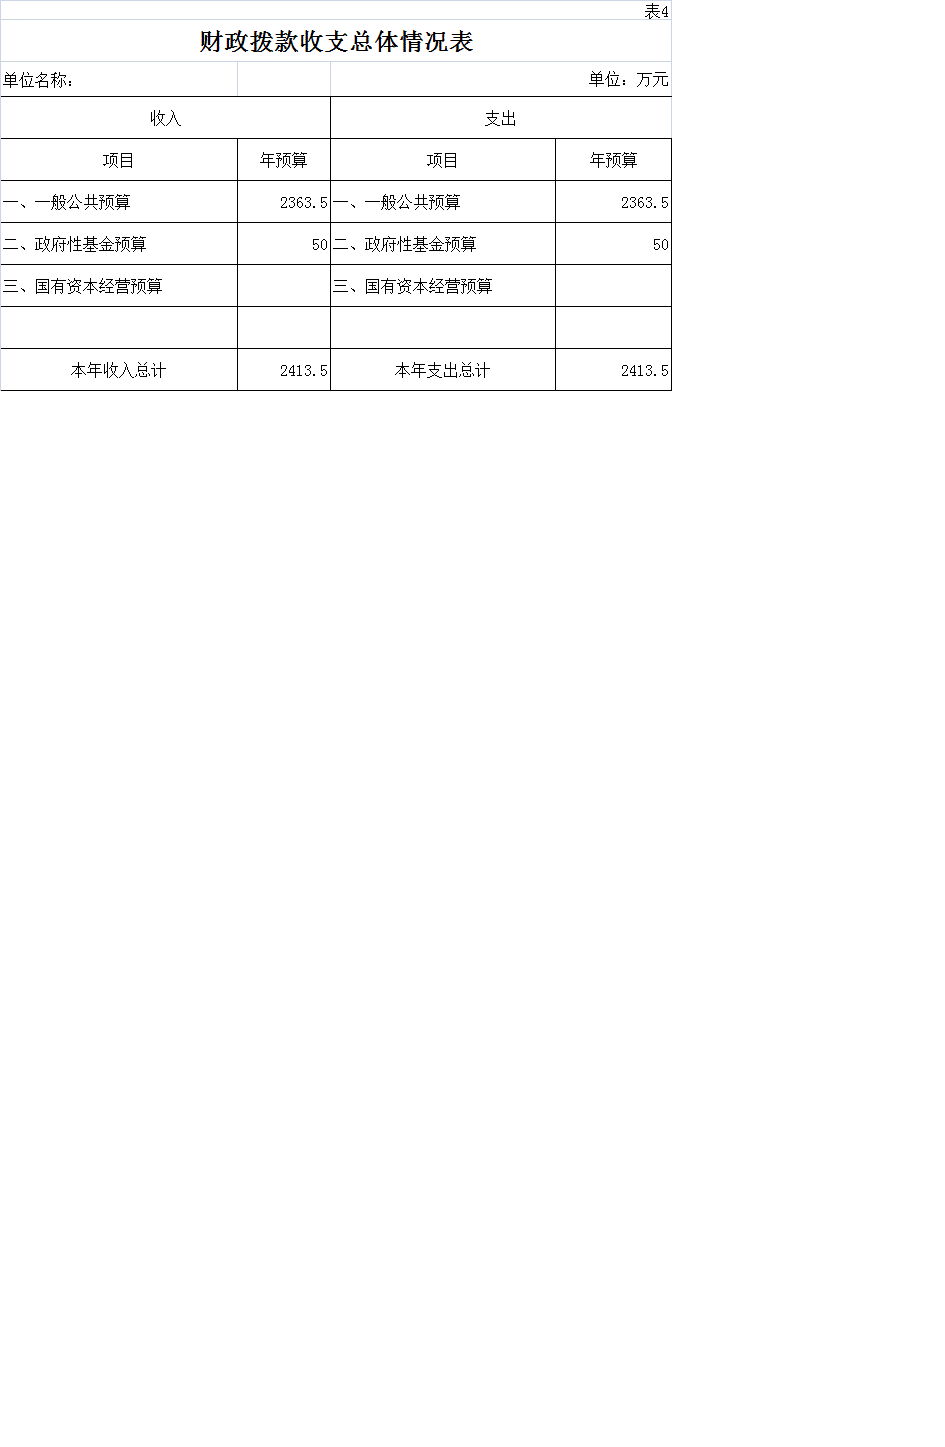 表4
财政拨款收支总体情况表
单位名称： 单位：万元
收入 支出
项目 年预算 项目 年预算
一、一般公共预算 2363.5 一、一般公共预算 2363.5
二、政府性基金预算 50 二、政府性基金预算 50
三、国有资本经营预算 三、国有资本经营预算
本年收入总计 2413.5 本年支出总计 2413.5